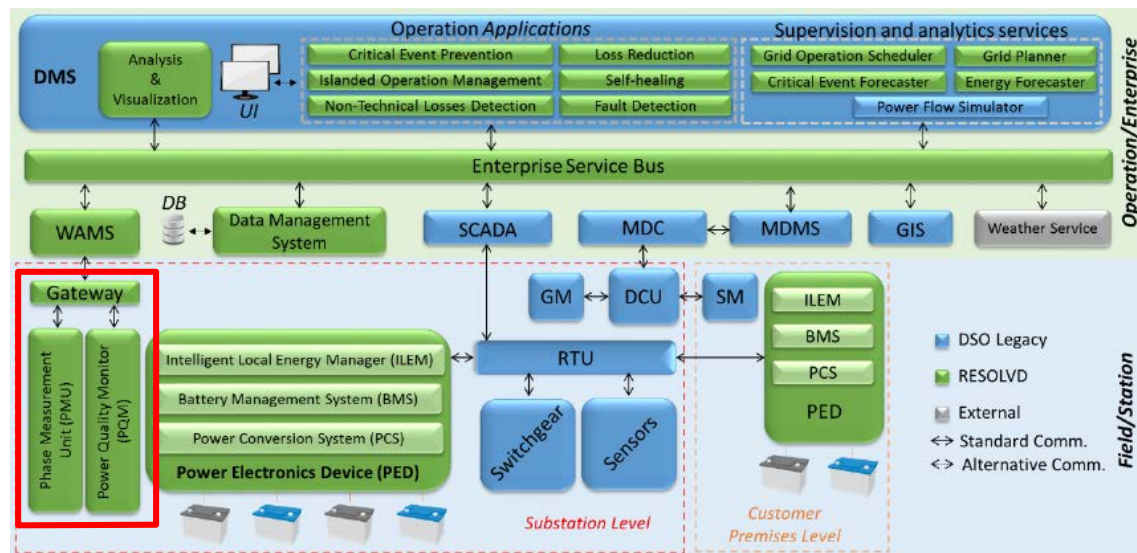 Operation Applications
Supervision and analytics services
DMS
Analysis
&
Visualization
UI
Critical Event Prevention
Loss Reduction
Islanded Operation Management
Self-healing
Non-Technical Losses Detection
Fault Detection
Grid Operation Scheduler
Grid Planner
Critical Event Forecaster
Energy Forecaster
Power Flow Simulator
Operation/Enterprise
Enterprise Service Bus
WAMS
DB
Data Management
System
SCADA
MDC
MDMS
GIS
Weather Service
Gateway
GM
DCU
SM
Phase Measurement
Unit (PMU)
Power Quality Monitor
(PQM)
Intelligent Local Energy Manager (ILEM)
Battery Management System (BMS)
Power Conversion System (PCS)
Power Electronics Device (PED)
RTU
Switchgear
Sensors
ILEM
BMS
PCS
PED
DSO Legacy
RESOLVD
External
Standard Comm.
Alternative Comm.
Field/Station
Substation Level
Customer
Premises Level